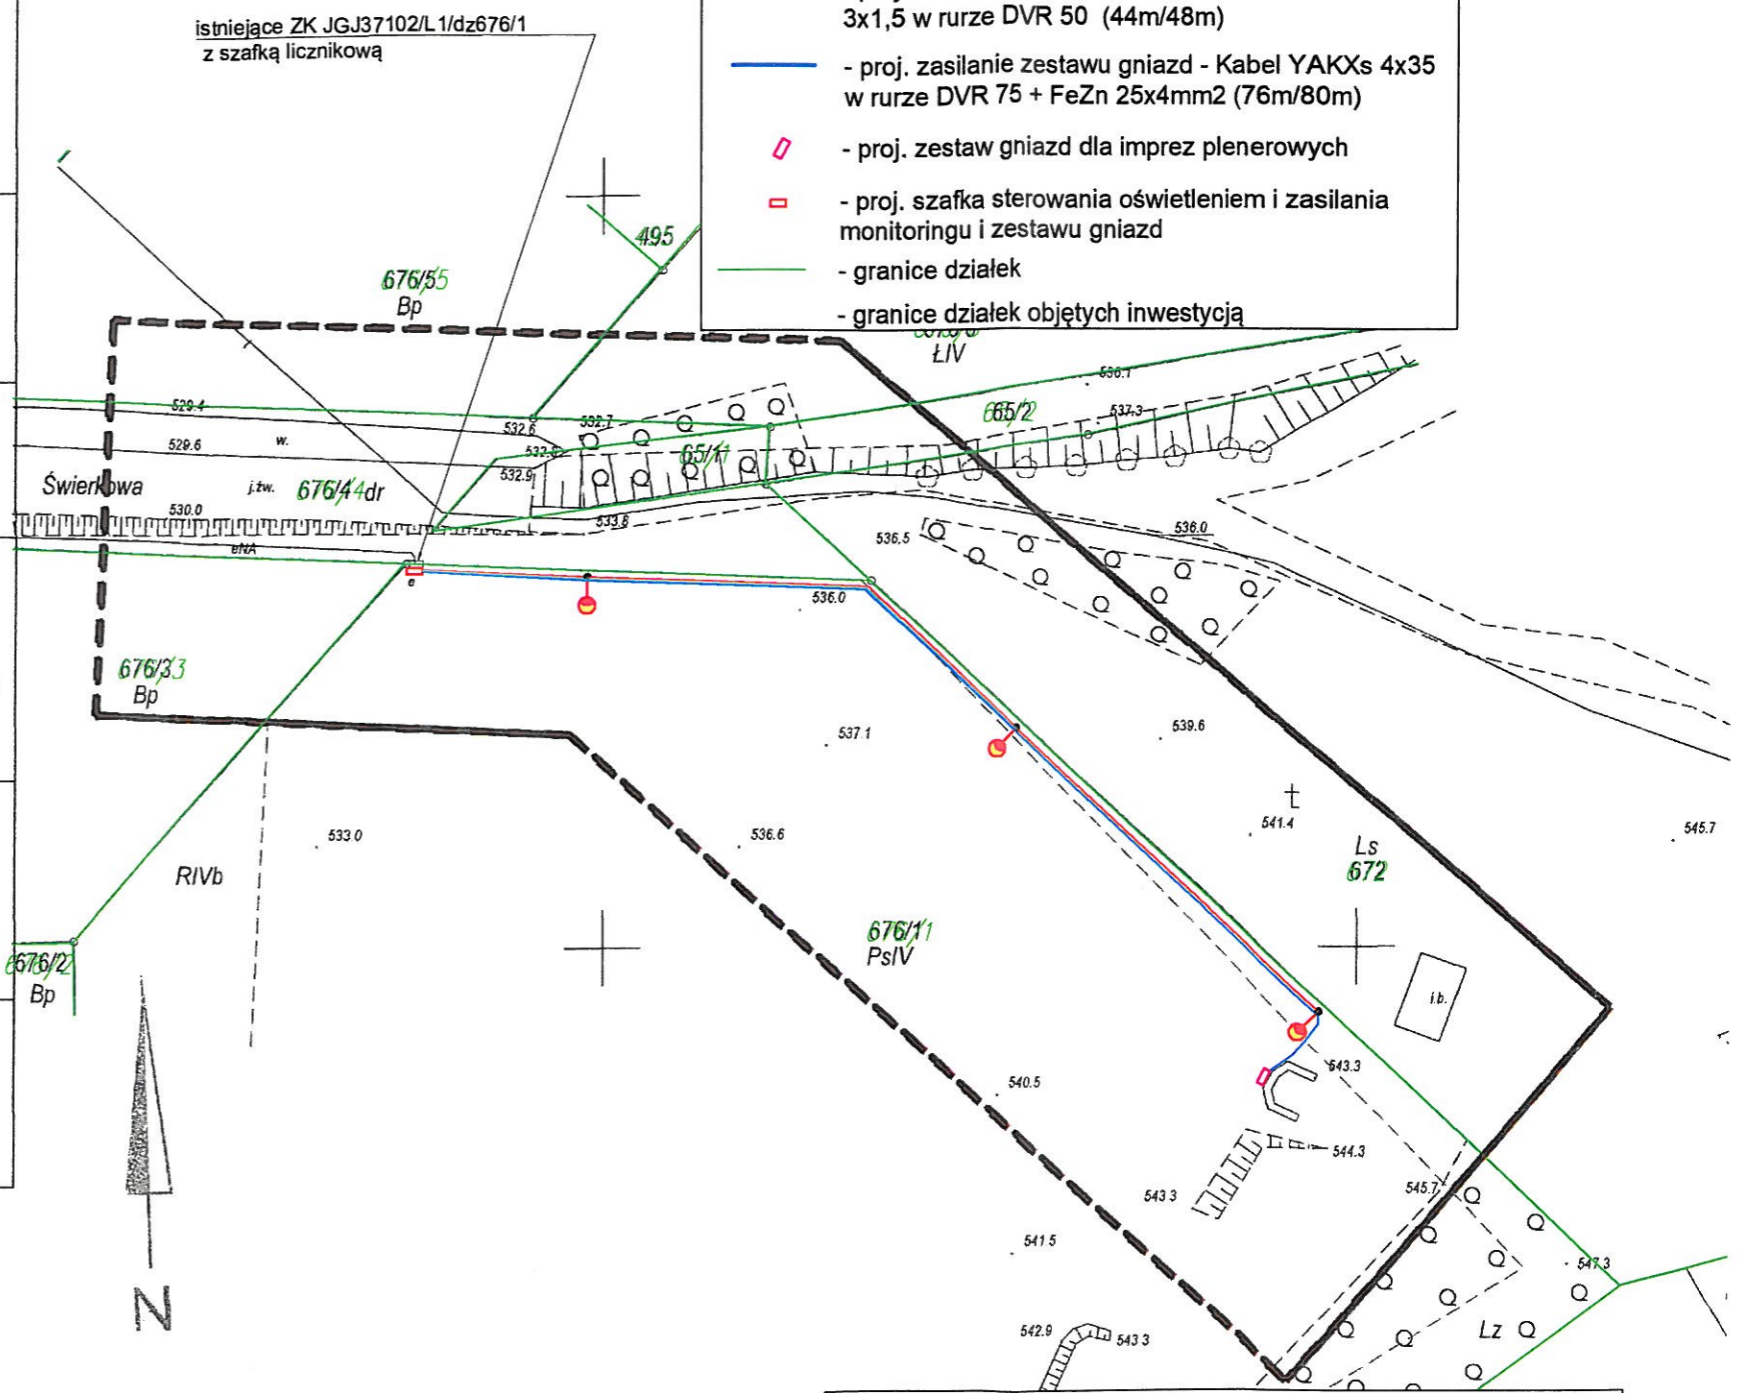 istniejące ZK JGJ37102/L1/dz676/1
z szafką licznikową
3x1,5 w rurze DVR 50 (44m/48m)
- proj. zasilanie zestawu gniazd - Kabel YAKXs 4x35
w rurze DVR 75 + FeZn 25x4mm2 (76m/80m)
- proj. zestaw gniazd dla imprez plenerowych
- proj. szafka sterowania oświetleniem i zasilania
monitoringu i zestawu gniazd
- granice działek
- granice działek objętych inwestycją
495
676/5
Bp
ŁIV
536.7
529.4
532.6
532.7
65/2
537.3
529.6
w.
532.9
65/1
Świerkowa
j.żw.
676/4 dr
530.0
533.8
536.5
536.0
eNA
e
536.0
676/3
Bp
537.1
539.6
t
541.4
533.0
536.6
545.7
Ls
672
RIVb
676/1
PsIV
676/2
Bp
i.b.
543.3
540.5
544.3
543 3
545.7
541.5
547.3
N
542.9
543 3
Lz